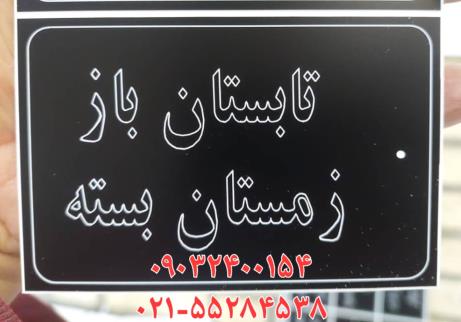 تابستان باز
زمستان بسته
۰۹۰۳۲۴۰۰۱۵۴
۰۲۱-۵۵۲۸۴۵۳۸